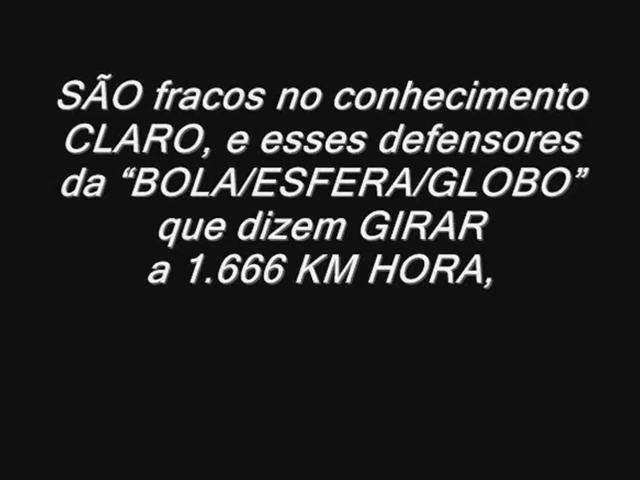 SÃO fracos no conhecimento
CLARO, e esses defensores
da “BOLA/ESFERA/GLOBO”
que dizem GIRAR
a 1.666 KM HORA,